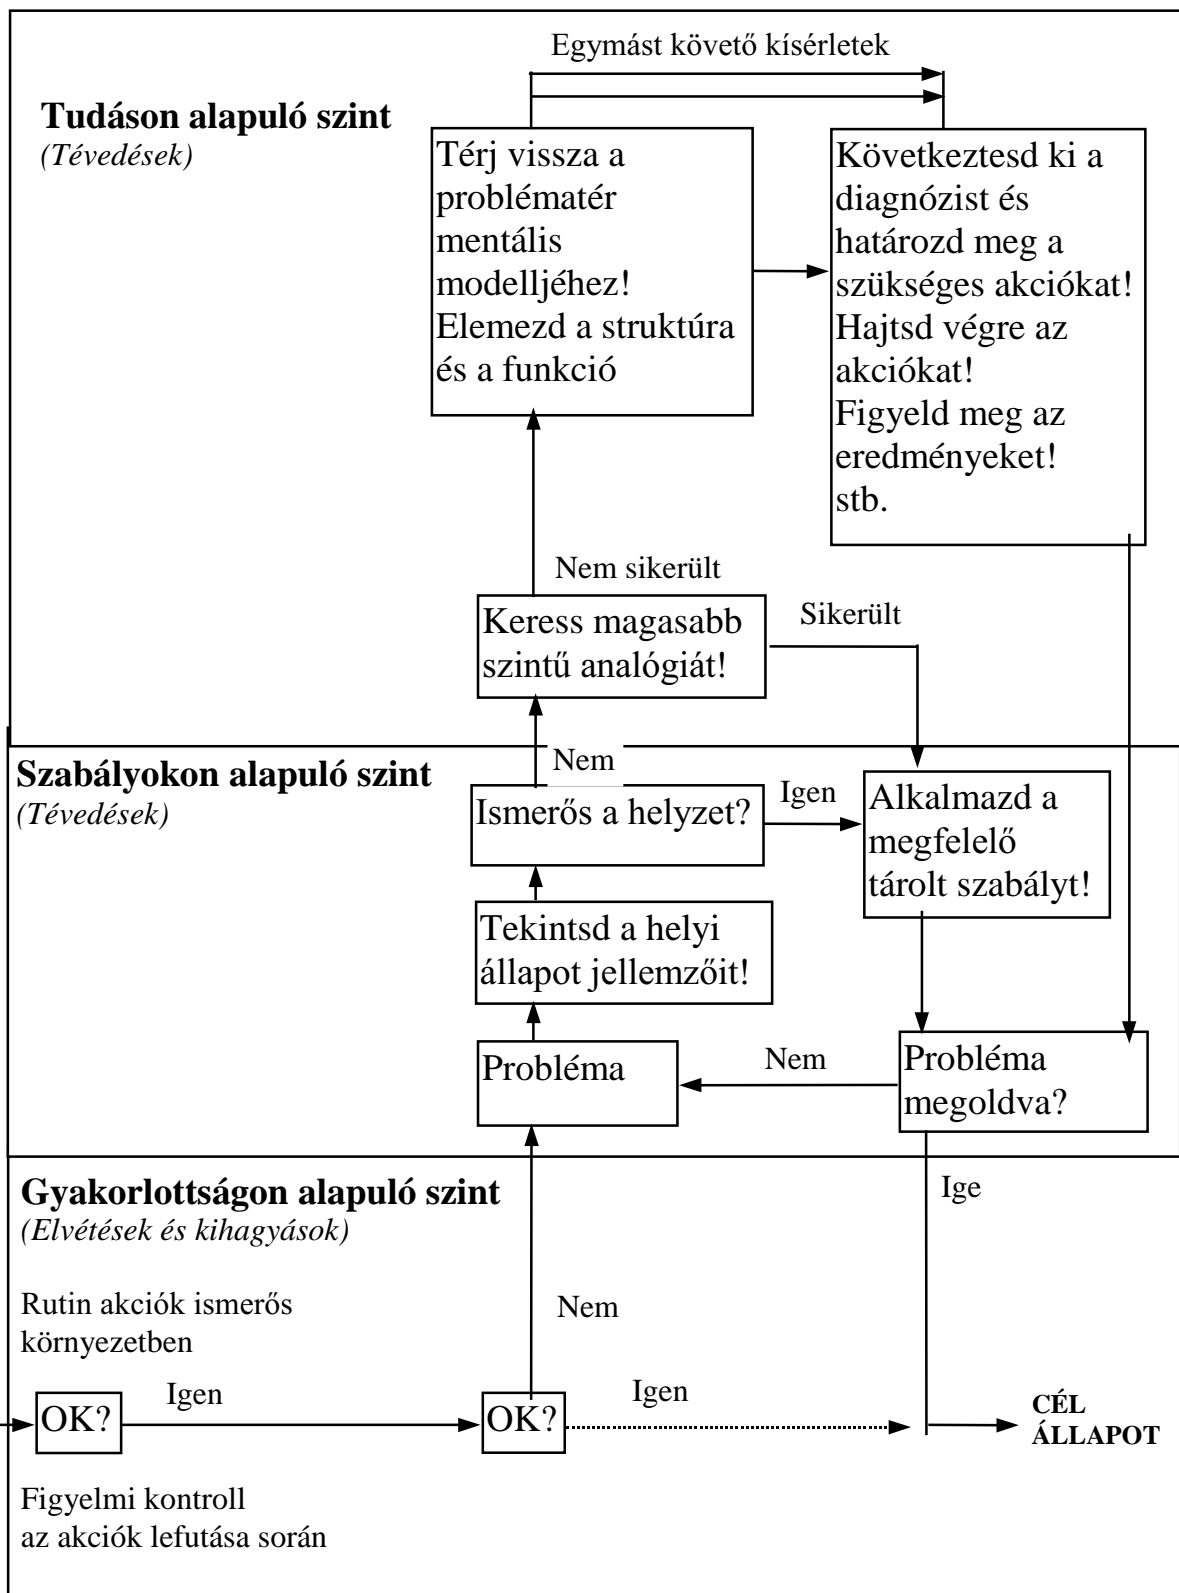 Egymást követő kísérletek
Tudáson alapuló szint
(Tévedések)
Térj vissza a
problématér
mentális
modelljéhez!
Elemezd a struktúra
és a funkció
Következtesd ki a
diagnózist és
határozd meg a
szükséges akciókat!
Hajtsd végre az
akciókat!
Figyeld meg az
eredményeket!
stb.
Nem sikerült
Keress magasabb
szintű analógiát!
Sikerült
Nem
Szabályokon alapuló szint
(Tévedések)
Ismerős a helyzet?
Igen
Alkalmazd a
megfelelő
tárolt szabályt!
Tekintsd a helyi
állapot jellemzőit!
Probléma
Nem
Probléma
megoldva?
Gyakorlottságon alapuló szint
(Elvétések és kihagyások)
Ige
Rutin akciók ismerős
környezetben
Nem
OK?
Igen
OK?
Igen
CÉL
ÁLLAPOT
Figyelmi kontroll
az akciók lefutása során